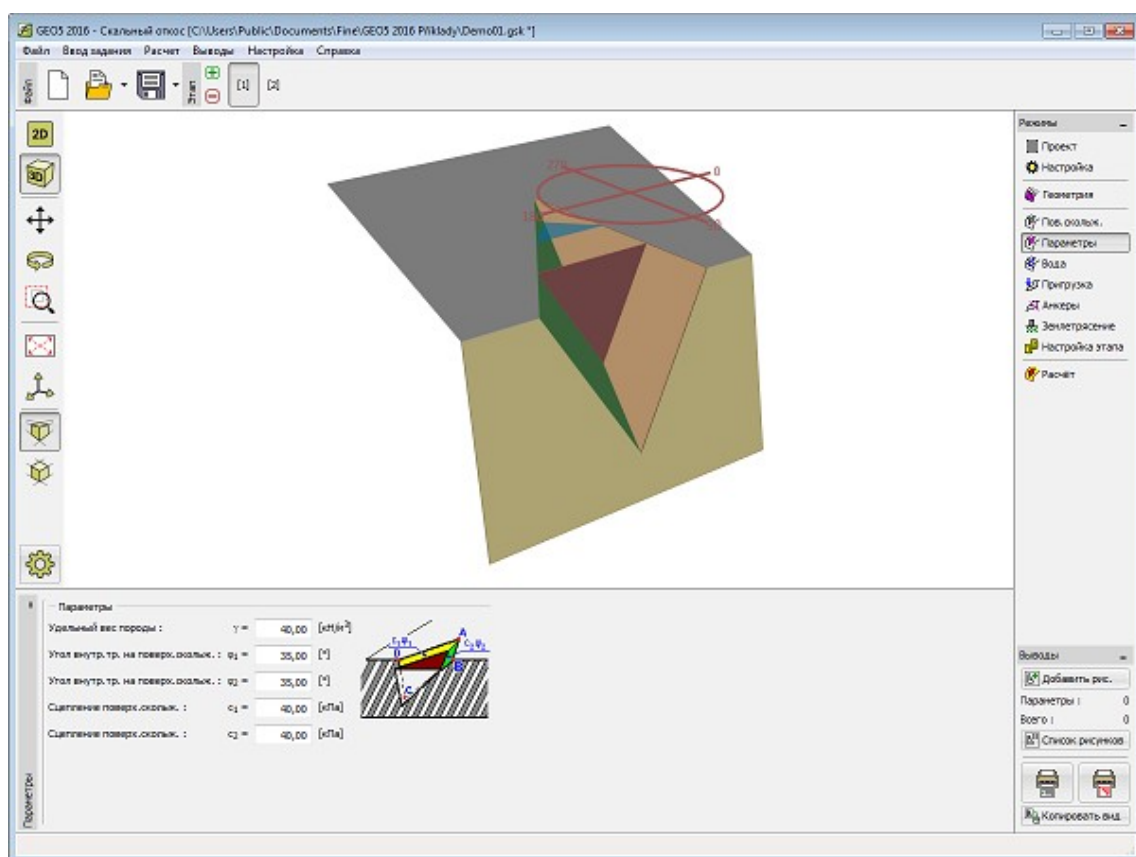 GEO5 2016 - Скальный откос [C:\Users\Public\Documents\Fine\GEO5 2016 Příklady\Demo01.gsk *]
Файл Ввод задания Расчет Выводы Настройка Справка
Файл
Этап
[1] [2]
2D
3D
270
0
180
90
Режимы
Проект
Настройка
Геометрия
Пов.скольж.
Параметры
Вода
Пригрузка
Анкеры
Землетрясение
Настройка этапа
Расчёт
Параметры
Параметры
Удельный вес породы : γ = 40,00 [кН/м³]
Угол внутр.тр. на поверх.скольж. : φ₁ = 35,00 [°]
Угол внутр.тр. на поверх.скольж. : φ₂ = 35,00 [°]
Сцепление поверх.скольж. : c₁ = 40,00 [кПа]
Сцепление поверх.скольж. : c₂ = 40,00 [кПа]
c₁φ₁
A
c₂φ₂
B
C
Выводы
Добавить рис.
Параметры : 0
Всего : 0
Список рисунков
Копировать вид